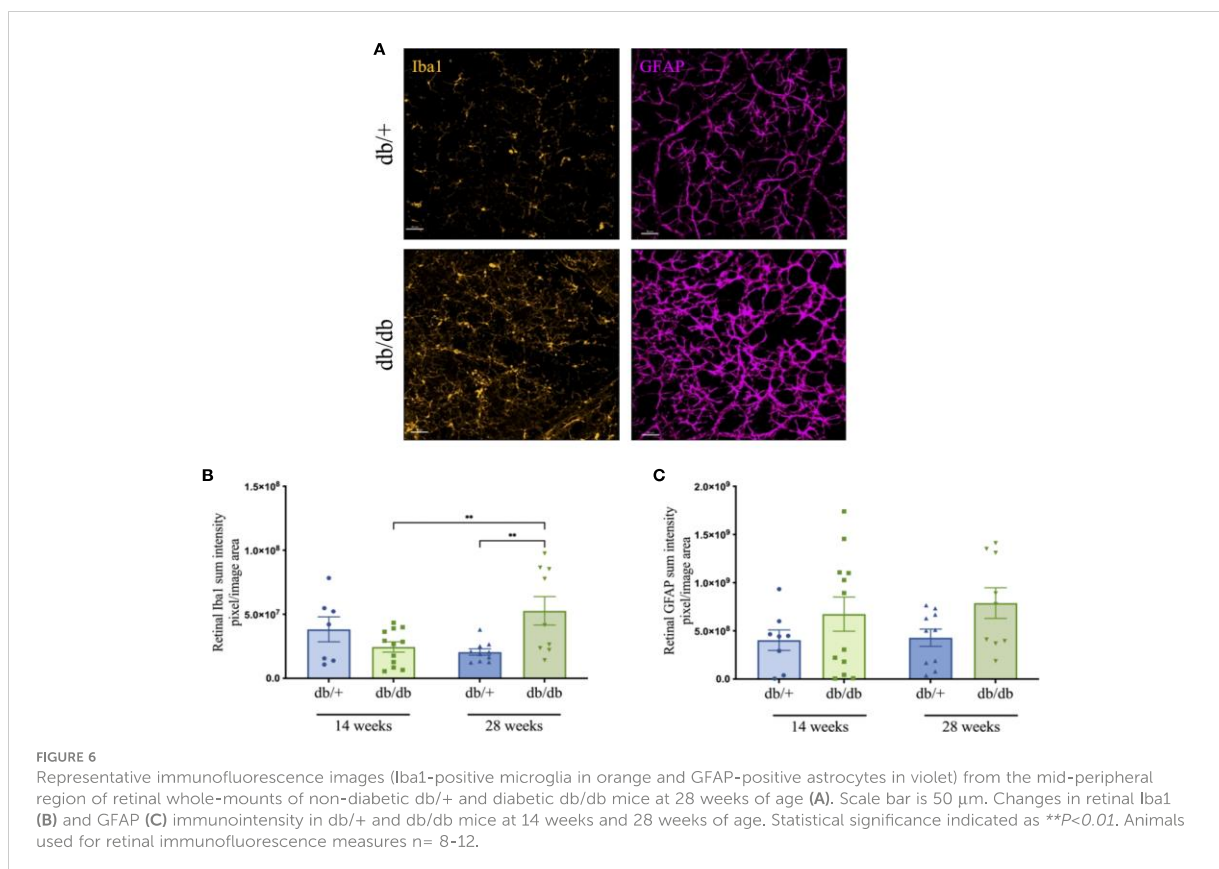 A
Iba1
GFAP
db/+
db/db
B
Retinal Iba1 sum intensity
pixel/image area
1.5×10⁸
1.0×10⁸
5.0×10⁷
0.0
**
**
db/+
db/db
db/+
db/db
14 weeks
28 weeks
C
Retinal GFAP sum intensity
pixel/image area
2.0×10⁹
1.5×10⁹
1.0×10⁹
5.0×10⁸
0.0
db/+
db/db
db/+
db/db
14 weeks
28 weeks
FIGURE 6
Representative immunofluorescence images (Iba1-positive microglia in orange and GFAP-positive astrocytes in violet) from the mid-peripheral
region of retinal whole-mounts of non-diabetic db/+ and diabetic db/db mice at 28 weeks of age (A). Scale bar is 50 μm. Changes in retinal Iba1
(B) and GFAP (C) immunointensity in db/+ and db/db mice at 14 weeks and 28 weeks of age. Statistical significance indicated as **P<0.01. Animals
used for retinal immunofluorescence measures n= 8-12.